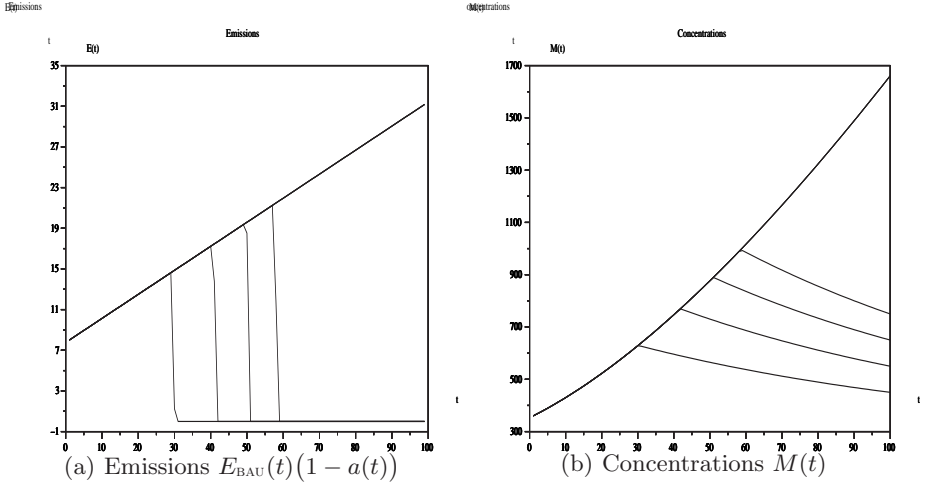 Emissions
t
Emissions
E(t)
35
31
27
23
19
15
11
7
3
−1
0 10 20 30 40 50 60 70 80 90 100
t
(a) Emissions E_BAU(t)(1 − a(t))
t
Concentrations
M(t)
1700
1500
1300
1100
900
700
500
300
0 10 20 30 40 50 60 70 80 90 100
t
(b) Concentrations M(t)